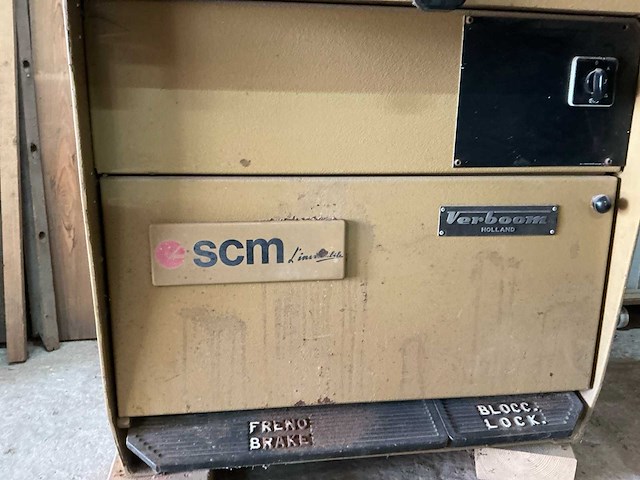 Verboom
HOLLAND
scm
FRENO
BRAKE
BLOCC.
LOCK.